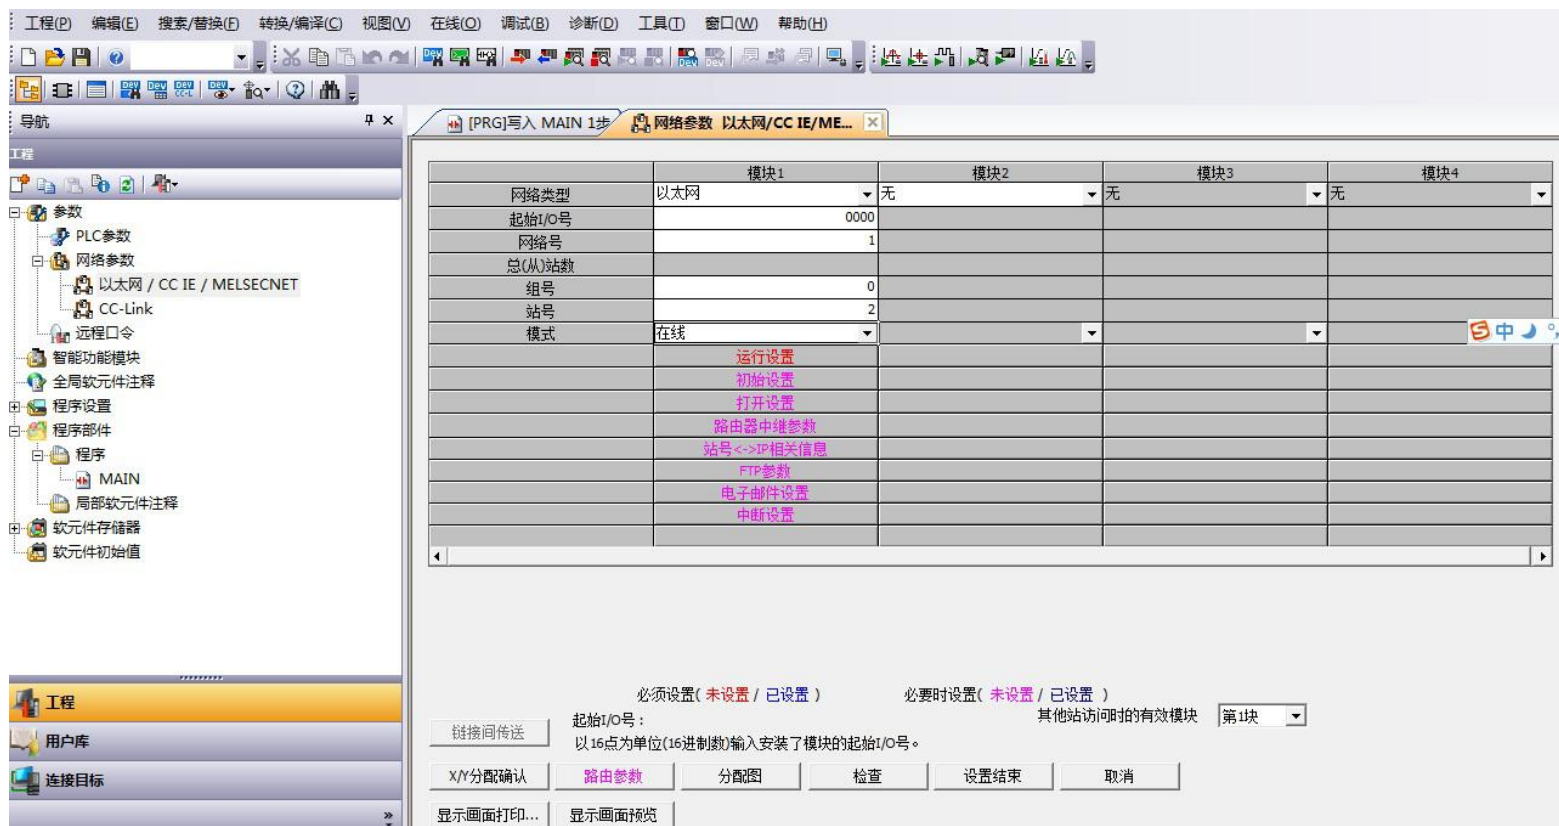 工程(P) 编辑(E) 搜索/替换(F) 转换/编译(C) 视图(V) 在线(O) 调试(B) 诊断(D) 工具(T) 窗口(W) 帮助(H)
导航
[PRG]写入 MAIN 1步 网络参数 以太网/CC IE/ME...
工程
参数
PLC参数
网络参数
以太网 / CC IE / MELSECNET
CC-Link
远程口令
智能功能模块
全局软元件注释
程序设置
程序部件
程序
MAIN
局部软元件注释
软元件存储器
软元件初始值
工程
用户库
连接目标
模块1 模块2 模块3 模块4
网络类型 以太网 无 无 无
起始I/O号 0000
网络号 1
总(从)站数
组号 0
站号 2
模式 在线
运行设置
初始设置
打开设置
路由器中继参数
站号<->IP相关信息
FTP参数
电子邮件设置
中断设置
中
必须设置( 未设置 / 已设置 ) 必要时设置( 未设置 / 已设置 )
链接间传送 起始I/O号: 其他站访问时的有效模块 第1块
以16点为单位(16进制数)输入安装了模块的起始I/O号。
X/Y分配确认 路由参数 分配图 检查 设置结束 取消
显示画面打印... 显示画面预览